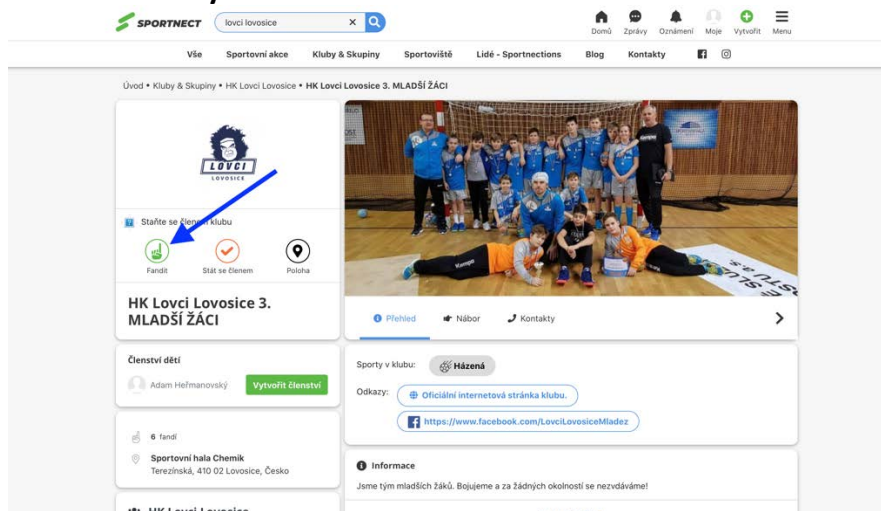 SPORTNECT
lovci lovosice
Domů Zprávy Oznámení Moje Vytvořit Menu
Vše Sportovní akce Kluby & Skupiny Sportoviště Lidé - Sportnections Blog Kontakty
Úvod • Kluby & Skupiny • HK Lovci Lovosice • HK Lovci Lovosice 3. MLADŠÍ ŽÁCI
LOVCI
LOVOSICE
Staňte se členem klubu
Fandit Stát se členem Poloha
HK Lovci Lovosice 3.
MLADŠÍ ŽÁCI
Přehled Nábor Kontakty
Členství dětí
Adam Heřmanovský Vytvořit členství
6 fandí
Sportovní hala Chemik
Terezínská, 410 02 Lovosice, Česko
HK Lovci Lovosice
Sporty v klubu: Házená
Odkazy: Oficiální internetová stránka klubu.
https://www.facebook.com/LovciLovosiceMladez
Informace
Jsme tým mladších žáků. Bojujeme a za žádných okolností se nezvdáváme!